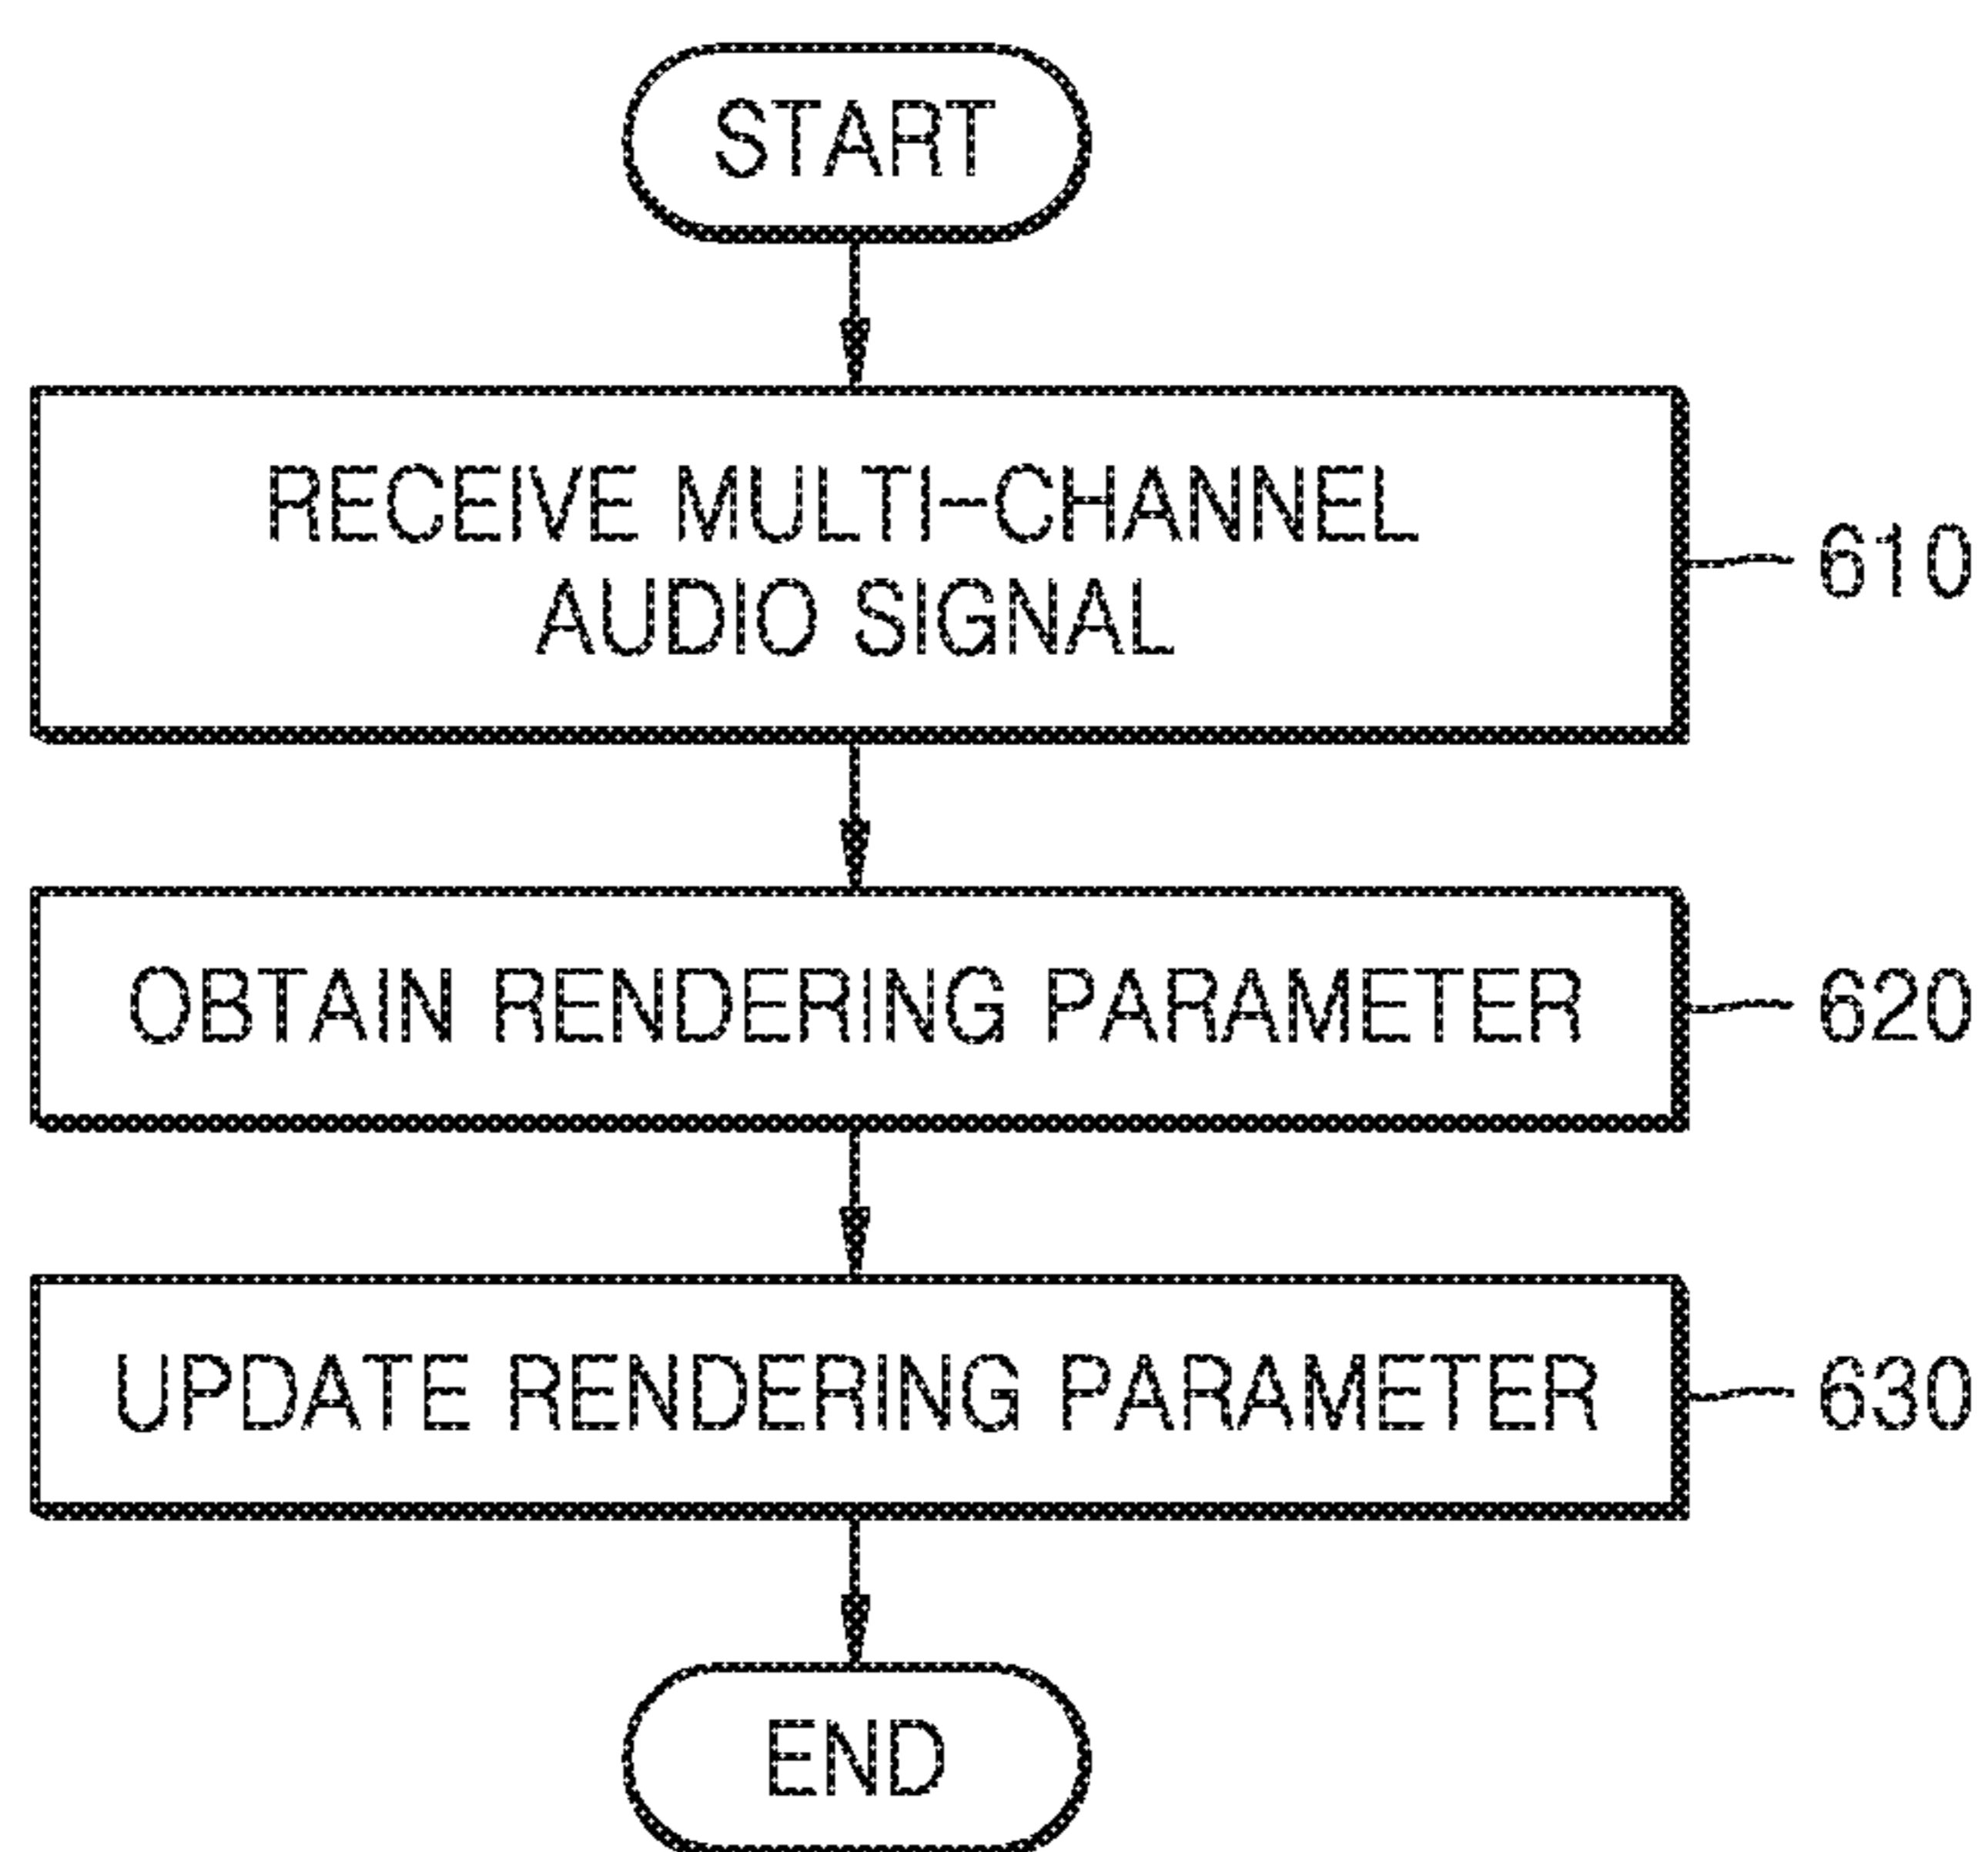 START
RECEIVE MULTI-CHANNEL
AUDIO SIGNAL
610
OBTAIN RENDERING PARAMETER
620
UPDATE RENDERING PARAMETER
630
END